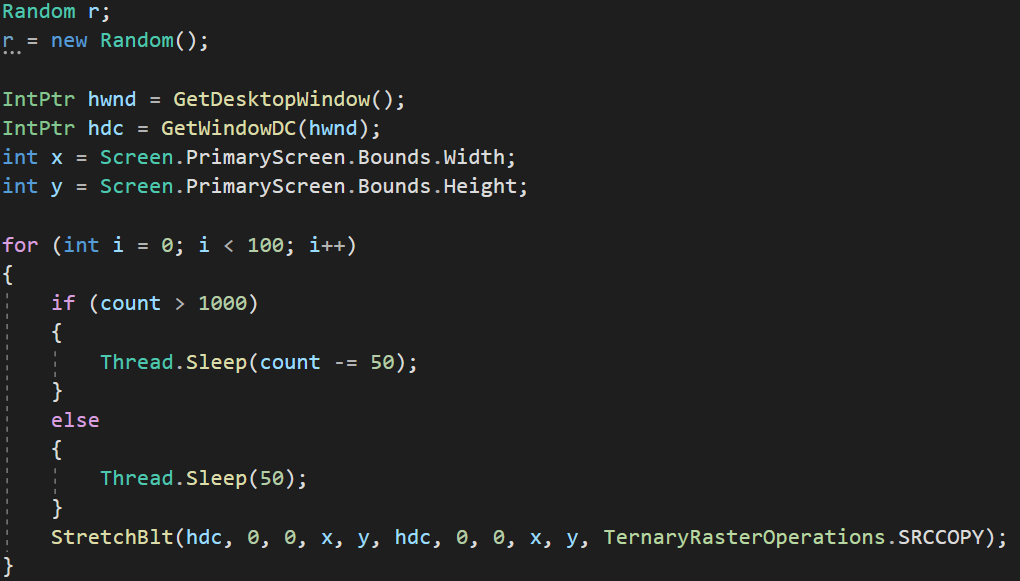 Random r;
r = new Random();

IntPtr hwnd = GetDesktopWindow();
IntPtr hdc = GetWindowDC(hwnd);
int x = Screen.PrimaryScreen.Bounds.Width;
int y = Screen.PrimaryScreen.Bounds.Height;

for (int i = 0; i < 100; i++)
{
    if (count > 1000)
    {
        Thread.Sleep(count -= 50);
    }
    else
    {
        Thread.Sleep(50);
    }
    StretchBlt(hdc, 0, 0, x, y, hdc, 0, 0, x, y, TernaryRasterOperations.SRCCOPY);
}